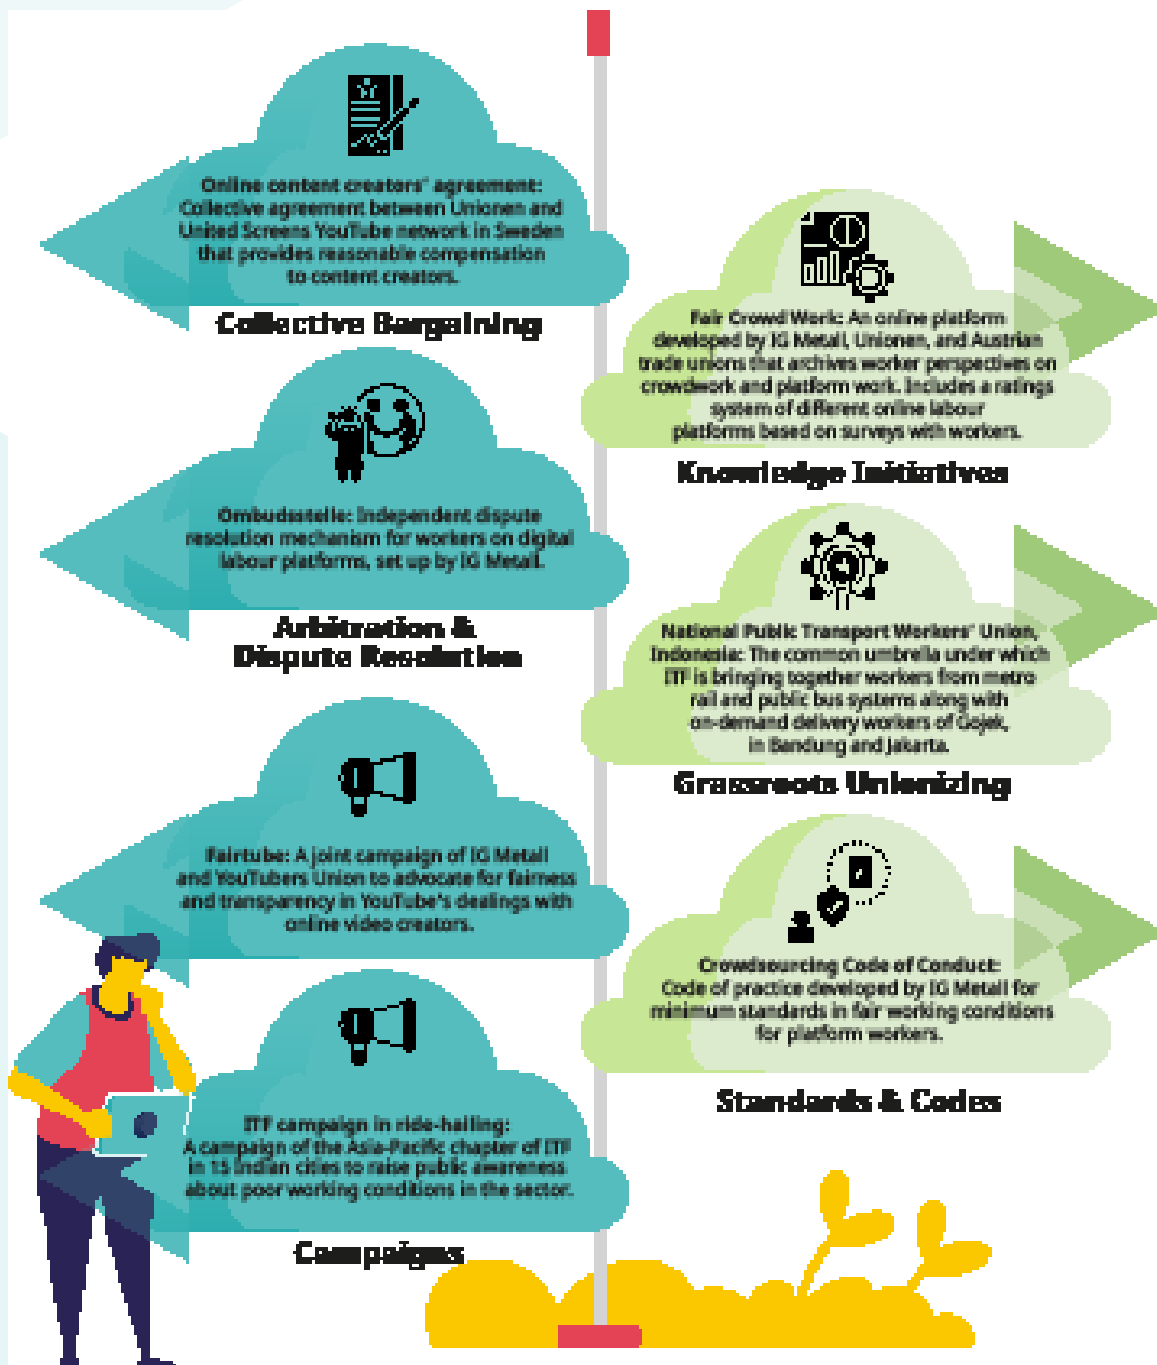 Online content creators' agreement:
Collective agreement between Unionen and
United Screens YouTube network in Sweden
that provides reasonable compensation
to content creators.
Collective Bargaining
Ombudsstelle: Independent dispute
resolution mechanism for workers on digital
labour platforms, set up by IG Metall.
Arbitration &
Dispute Resolution
Fairtube: A joint campaign of IG Metall
and YouTubers Union to advocate for fairness
and transparency in YouTube's dealings with
online video creators.
ITF campaign in ride-hailing:
A campaign of the Asia-Pacific chapter of ITF
in 15 Indian cities to raise public awareness
about poor working conditions in the sector.
Campaigns
Fair Crowd Work: An online platform
developed by IG Metall, Unionen, and Austrian
trade unions that archives worker perspectives on
crowdwork and platform work. Includes a ratings
system of different online labour
platforms based on surveys with workers.
Knowledge Initiatives
National Public Transport Workers' Union,
Indonesia: The common umbrella under which
ITF is bringing together workers from metro
rail and public bus systems along with
on-demand delivery workers of Gojek,
in Bandung and Jakarta.
Grassroots Unionizing
Crowdsourcing Code of Conduct:
Code of practice developed by IG Metall for
minimum standards in fair working conditions
for platform workers.
Standards & Codes